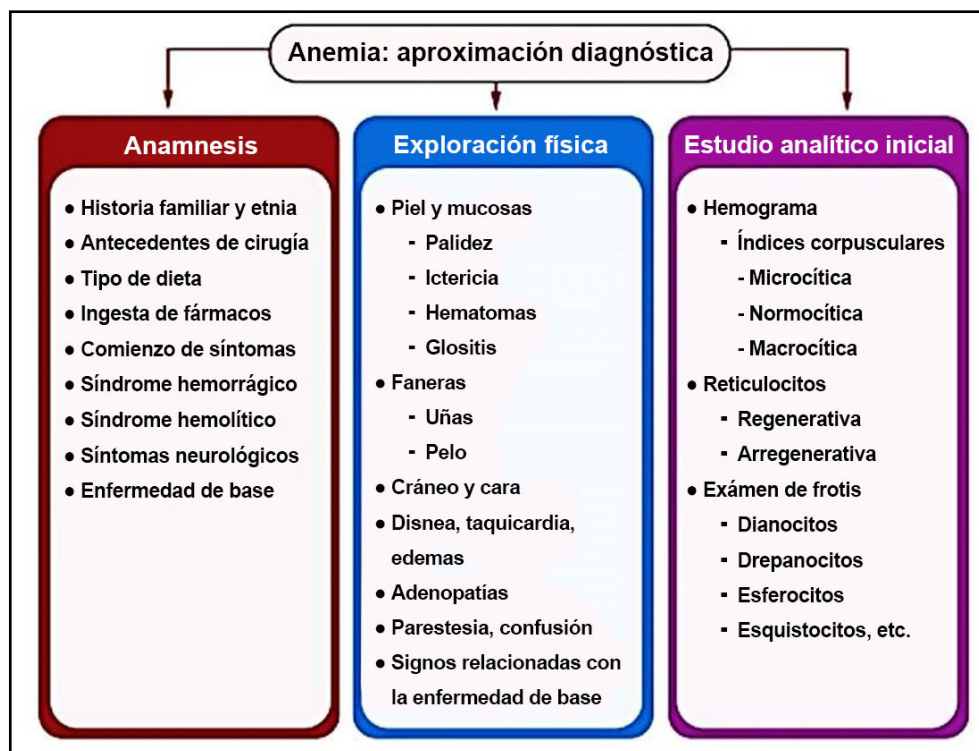 Anemia: aproximación diagnóstica
Anamnesis
● Historia familiar y etnia
● Antecedentes de cirugía
● Tipo de dieta
● Ingesta de fármacos
● Comienzo de síntomas
● Síndrome hemorrágico
● Síndrome hemolítico
● Síntomas neurológicos
● Enfermedad de base
Exploración física
● Piel y mucosas
- Palidez
- Ictericia
- Hematomas
- Glositis
● Faneras
- Uñas
- Pelo
● Cráneo y cara
● Disnea, taquicardia,
edemas
● Adenopatías
● Parestesia, confusión
● Signos relacionadas con
la enfermedad de base
Estudio analítico inicial
● Hemograma
- Índices corpusculares
- Microcítica
- Normocítica
- Macrocítica
● Reticulocitos
- Regenerativa
- Arregenerativa
● Exámen de frotis
- Dianocitos
- Drepanocitos
- Esferocitos
- Esquistocitos, etc.